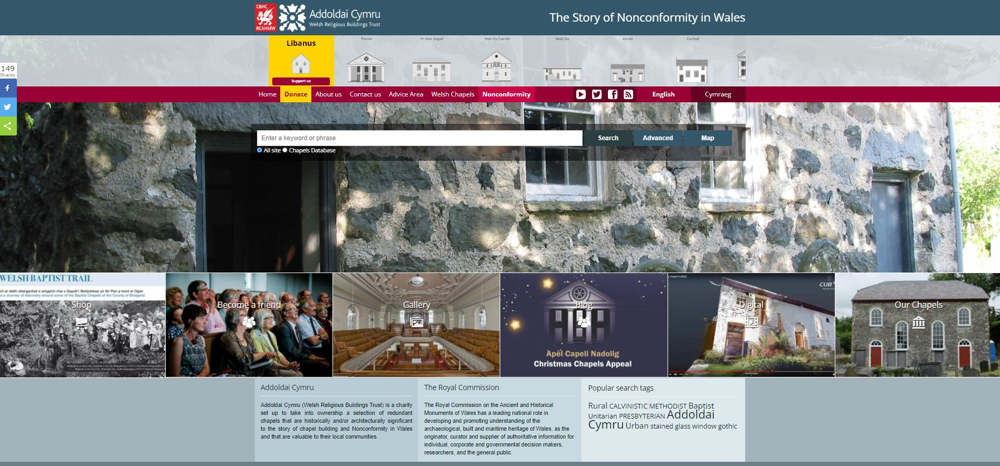 CBHC
RCAHMW
Addoldai Cymru
Welsh Religious Buildings Trust
The Story of Nonconformity in Wales
Libanus
Support us
Peniel
Yr Hen Gapel
Hen Dy Cwrdd
Beili Du
Ainon
Carmel
149
Shares
Home
Donate
About us
Contact us
Advice Area
Welsh Chapels
Nonconformity
English
Cymraeg
Enter a keyword or phrase
Search
Advanced
Map
All site
Chapels Database
WELSH BAPTIST TRAIL
ch ar daith ddarganfod o amgylch rhai o Gapeli'r Bedyddwyr yn Sir Pen-y-bont ar Ogwr
e a Journey of discovery around some of the Baptist Chapels of the County of Bridgend
Shop
Become a friend
Gallery
Blog
Apêl Capeli Nadolig
Christmas Chapels Appeal
Chapel CUBED
CUB
Digital
Our Chapels
Addoldai Cymru
Addoldai Cymru (Welsh Religious Buildings Trust) is a charity
set up to take into ownership a selection of redundant
chapels that are historically and/or architecturally significant
to the story of chapel building and Nonconformity in Wales
and that are valuable to their local communities.
The Royal Commission
The Royal Commission on the Ancient and Historical
Monuments of Wales has a leading national role in
developing and promoting understanding of the
archaeological, built and maritime heritage of Wales, as the
originator, curator and supplier of authoritative information for
individual, corporate and governmental decision makers,
researchers, and the general public.
Popular search tags
Rural CALVINISTIC METHODIST Baptist
Unitarian PRESBYTERIAN Addoldai
Cymru Urban stained glass window gothic